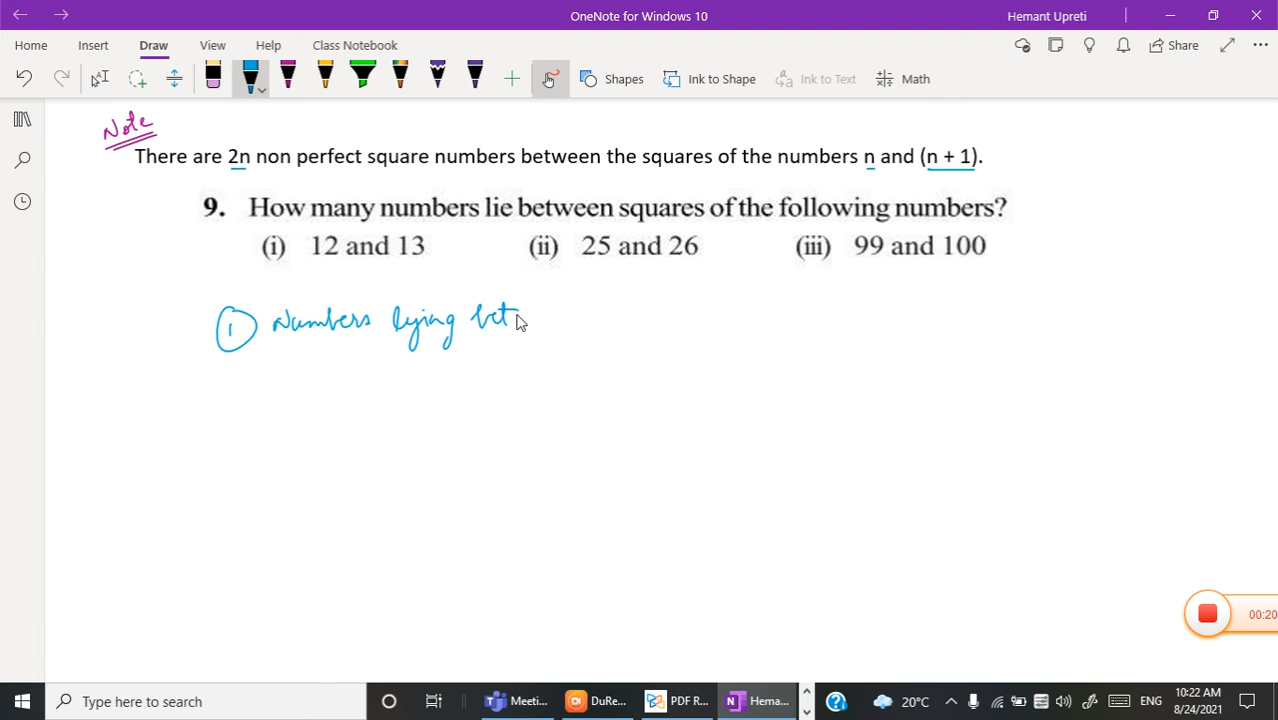 OneNote for Windows 10
Hemant Upreti
Home Insert Draw View Help Class Notebook Share
Shapes Ink to Shape Ink to Text Math
Note
There are 2n non perfect square numbers between the squares of the numbers n and (n + 1).
9. How many numbers lie between squares of the following numbers?
(i) 12 and 13 (ii) 25 and 26 (iii) 99 and 100
1 Numbers lying bet
00:20
Type here to search Meeti... DuRe... PDF R... Hema... 20°C ENG 10:22 AM
8/24/2021